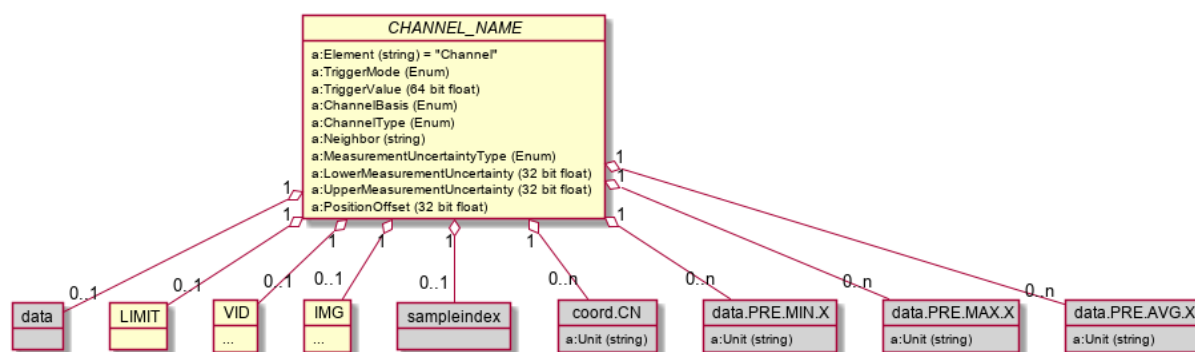 CHANNEL_NAME
a:Element (string) = "Channel"
a:TriggerMode (Enum)
a:TriggerValue (64 bit float)
a:ChannelBasis (Enum)
a:ChannelType (Enum)
a:Neighbor (string)
a:MeasurementUncertaintyType (Enum)
a:LowerMeasurementUncertainty (32 bit float)
a:UpperMeasurementUncertainty (32 bit float)
a:PositionOffset (32 bit float)
1
1
1
1
1
1
1
1
1
0..1
0..1
0..1
0..1
0..1
0..n
0..n
0..n
0..n
data
LIMIT
VID
...
IMG
...
sampleindex
coord.CN
a:Unit (string)
data.PRE.MIN.X
a:Unit (string)
data.PRE.MAX.X
a:Unit (string)
data.PRE.AVG.X
a:Unit (string)